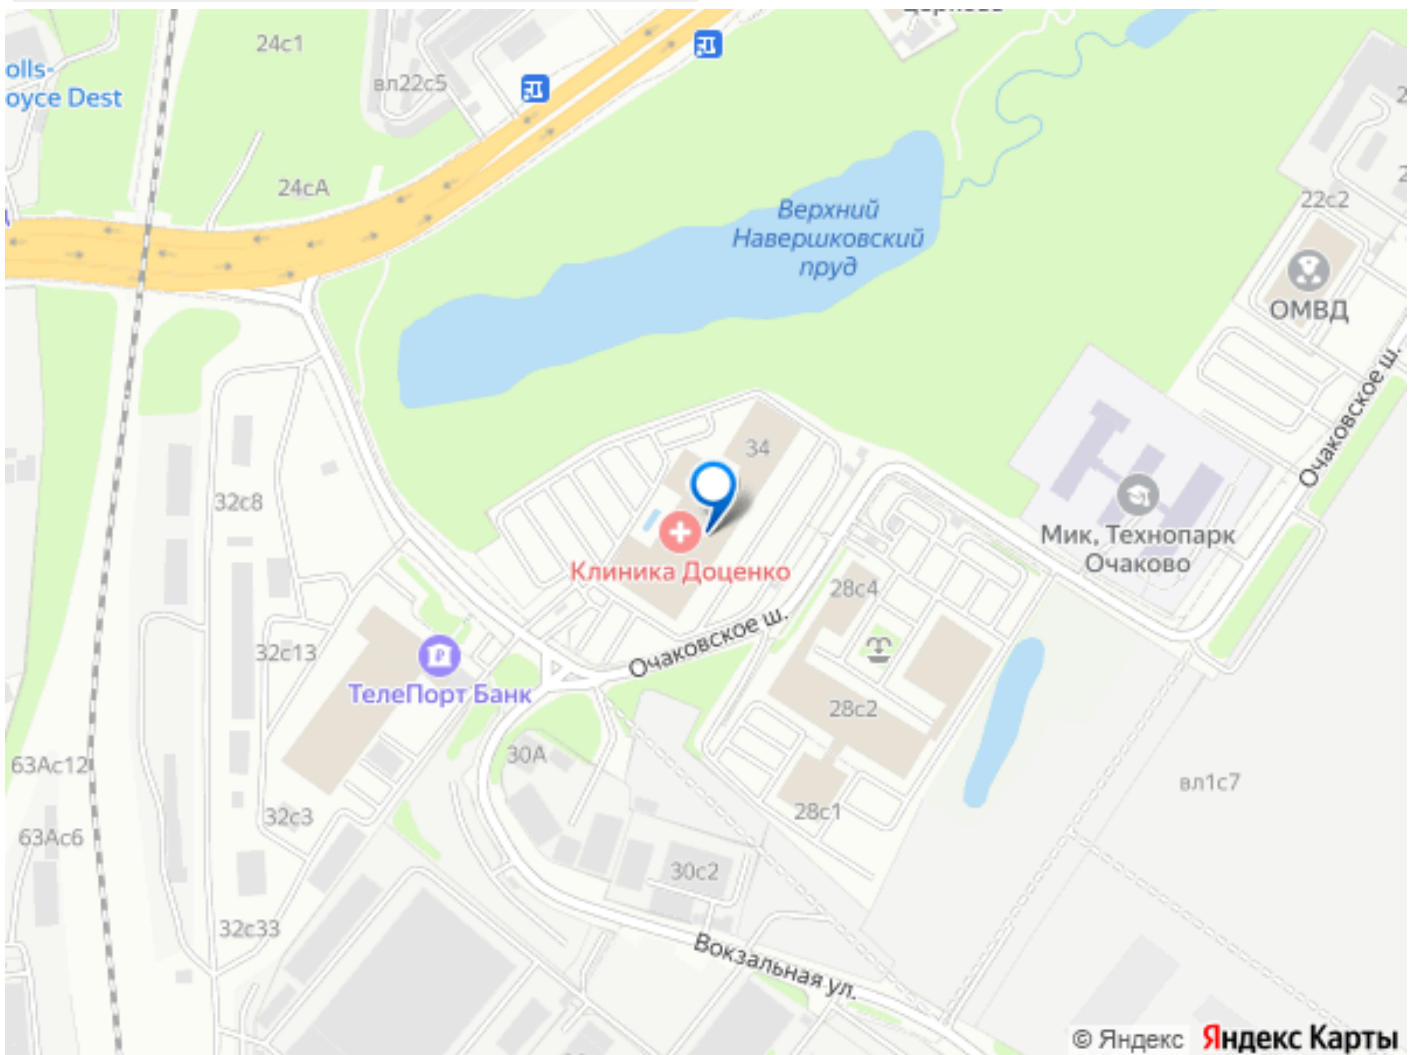 24с1
вл22с5
olls-
oyce Dest
24сА
22с2
Верхний
Навершковский
пруд
ОМВД
Очаковское ш.
34
32с8
Мик, Технопарк
Очаково
Клиника Доценко
28с4
Очаковское ш.
32с13
ТелеПорт Банк
28с2
30А
63Ас12
вл1с7
28с1
32с3
63Ас6
30с2
32с33
Вокзальная ул.
© Яндекс Яндекс Карты